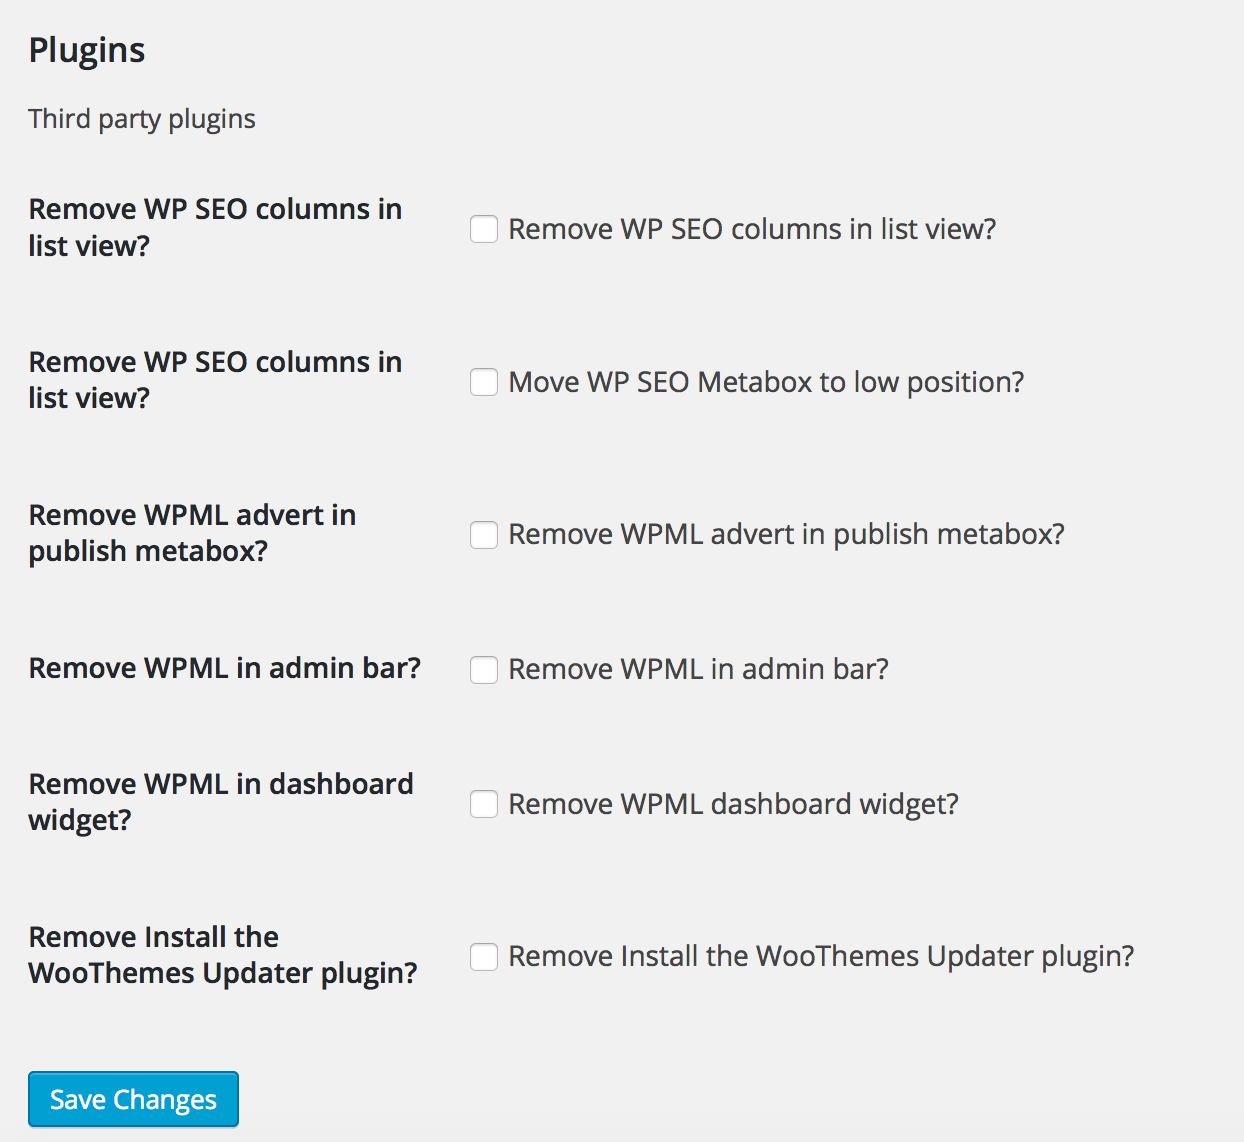 Plugins
Third party plugins
Remove WP SEO columns in
list view?
Remove WP SEO columns in list view?
Remove WP SEO columns in
list view?
Move WP SEO Metabox to low position?
Remove WPML advert in
publish metabox?
Remove WPML advert in publish metabox?
Remove WPML in admin bar?
Remove WPML in admin bar?
Remove WPML in dashboard
widget?
Remove WPML dashboard widget?
Remove Install the
WooThemes Updater plugin?
Remove Install the WooThemes Updater plugin?
Save Changes